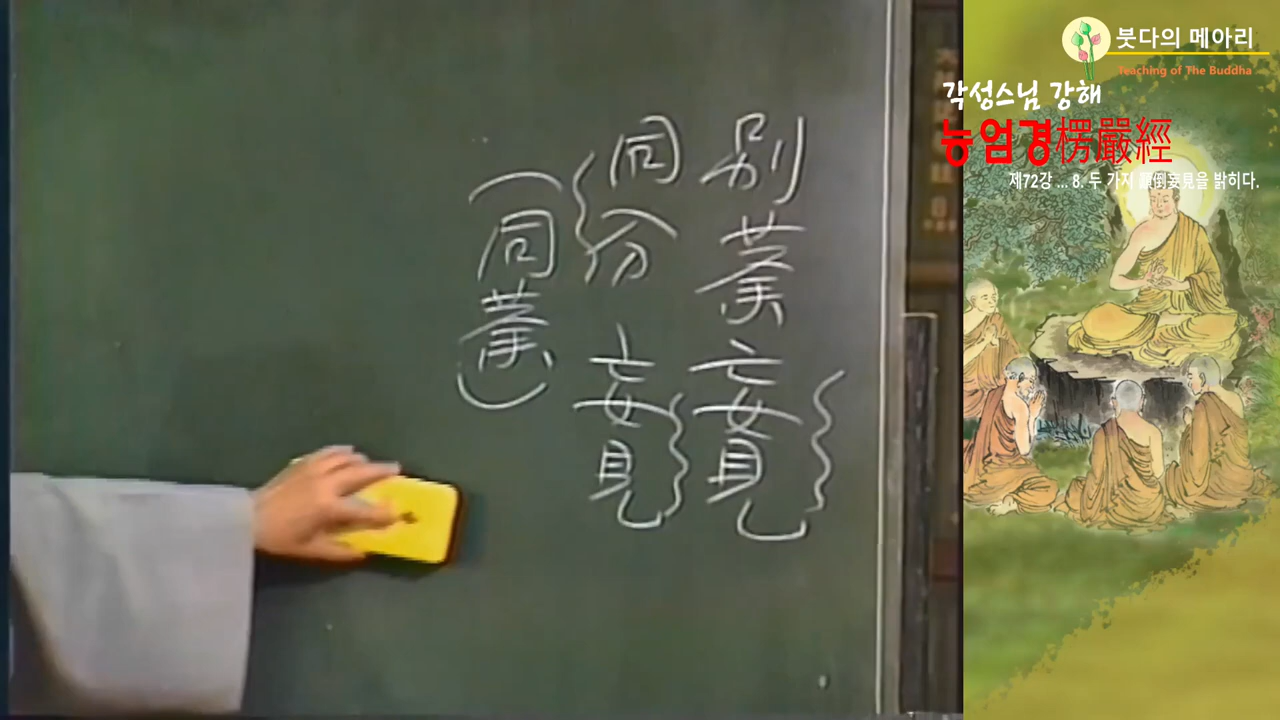 別業妄見
同分妄見
(同業)
붓다의 메아리
Teaching of The Buddha
각성스님 강해
능엄경楞嚴經
제72강 ... 8. 두 가지 顚倒妄見을 밝히다.